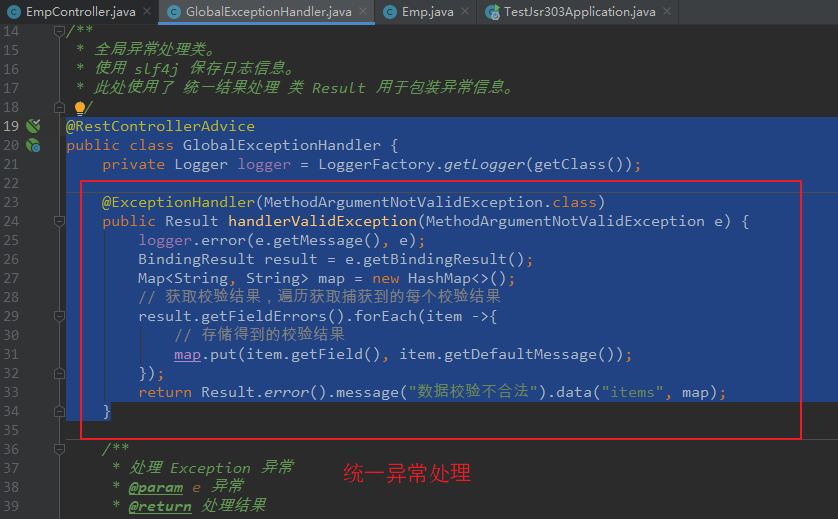 EmpController.java GlobalExceptionHandler.java Emp.java TestJsr303Application.java
14 /**
15 * 全局异常处理类。
16 * 使用 slf4j 保存日志信息。
17 * 此处使用了 统一结果处理 类 Result 用于包装异常信息。
18 */
19 @RestControllerAdvice
20 public class GlobalExceptionHandler {
21 private Logger logger = LoggerFactory.getLogger(getClass());
22
23 @ExceptionHandler(MethodArgumentNotValidException.class)
24 public Result handlerValidException(MethodArgumentNotValidException e) {
25 logger.error(e.getMessage(), e);
26 BindingResult result = e.getBindingResult();
27 Map<String, String> map = new HashMap<>();
28 // 获取校验结果，遍历获取捕获到的每个校验结果
29 result.getFieldErrors().forEach(item ->{
30 // 存储得到的校验结果
31 map.put(item.getField(), item.getDefaultMessage());
32 });
33 return Result.error().message("数据校验不合法").data("items", map);
34 }
35
36 /**
37 * 处理 Exception 异常
38 * @param e 异常
39 * @return 处理结果
统一异常处理